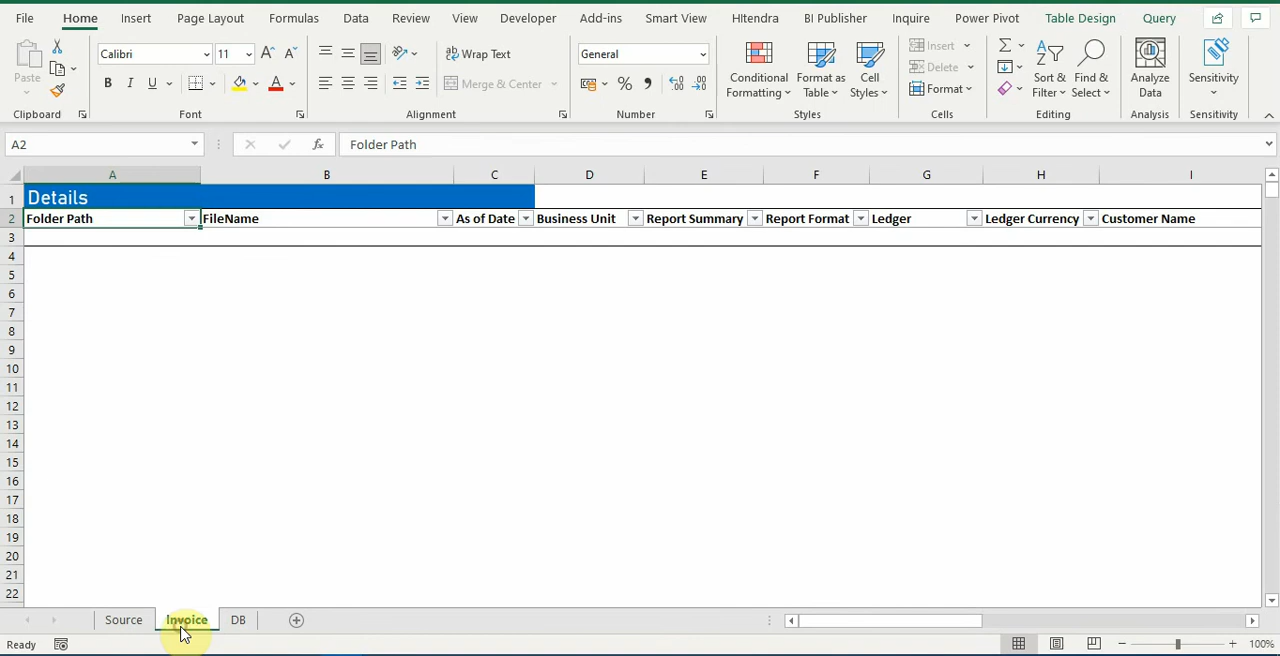 File Home Insert Page Layout Formulas Data Review View Developer Add-ins Smart View HItendra BI Publisher Inquire Power Pivot Table Design Query
Calibri 11 Wrap Text General Insert
Paste B I U Merge & Center % Conditional Formatting Format as Table Cell Styles Delete Format Sort & Filter Find & Select Analyze Data Sensitivity
Clipboard Font Alignment Number Styles Cells Editing Analysis Sensitivity
A2 fx Folder Path
A B C D E F G H I
1 Details
2 Folder Path FileName As of Date Business Unit Report Summary Report Format Ledger Ledger Currency Customer Name
3
4
5
6
7
8
9
10
11
12
13
14
15
16
17
18
19
20
21
22
Source Invoice DB
Ready 100%